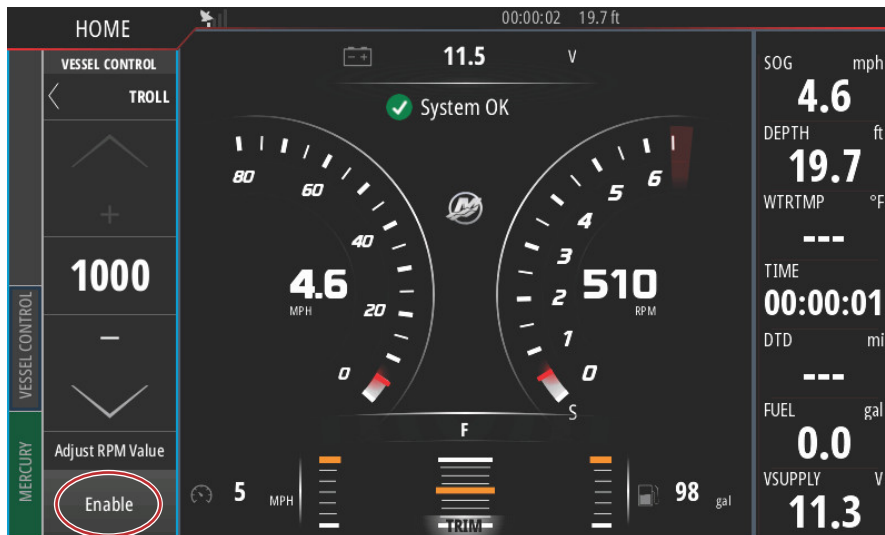 HOME
00:00:02 19.7 ft
VESSEL CONTROL
TROLL
+
1000
−
Adjust RPM Value
Enable
VESSEL CONTROL
MERCURY
- +
11.5 V
System OK
80
60
40
20
0
4.6
MPH
M
6
5
4
3
2
1
0
S
510
RPM
F
5 MPH
TRIM
98 gal
SOG mph
4.6
DEPTH ft
19.7
WTRTMP °F
---
TIME
00:00:01
DTD mi
---
FUEL gal
0.0
VSUPPLY V
11.3